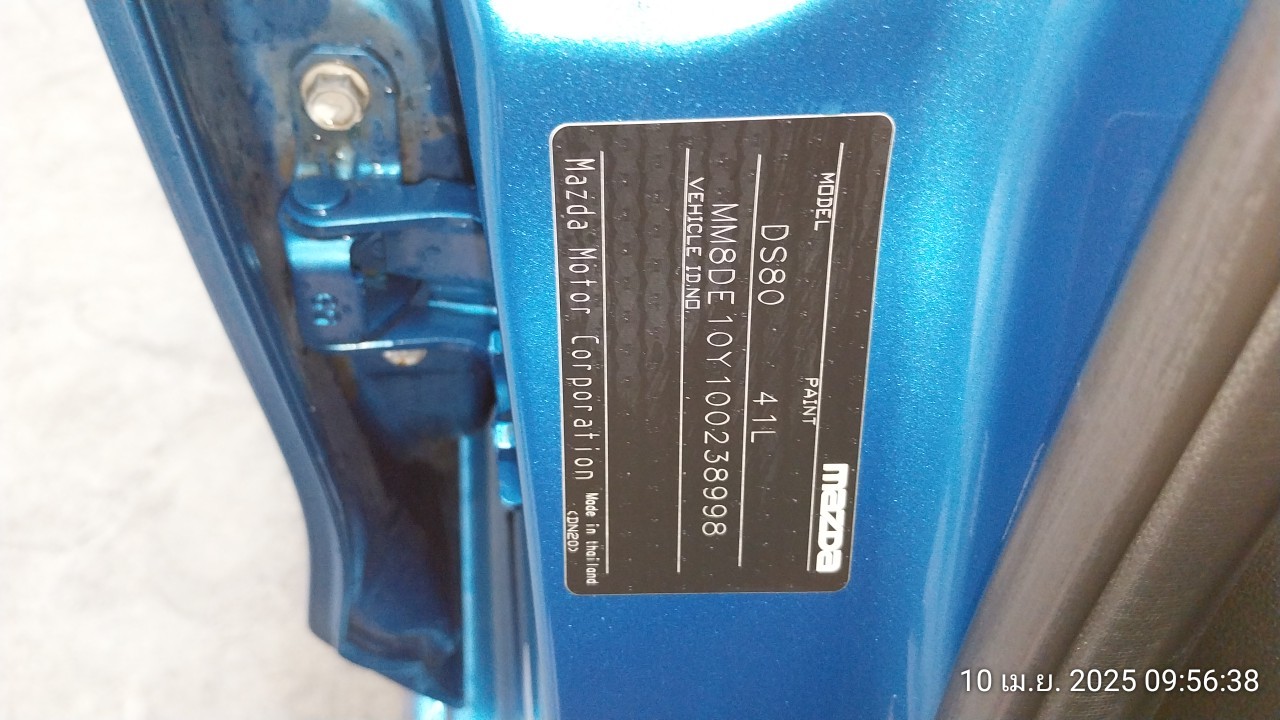 mazda
MODEL PAINT
DS80 41L
MM8DE10Y100238998
VEHICLE ID.NO.
Mazda Motor Corporation Made in thailand
(DN20)
8
10 เม.ย. 2025 09:56:38